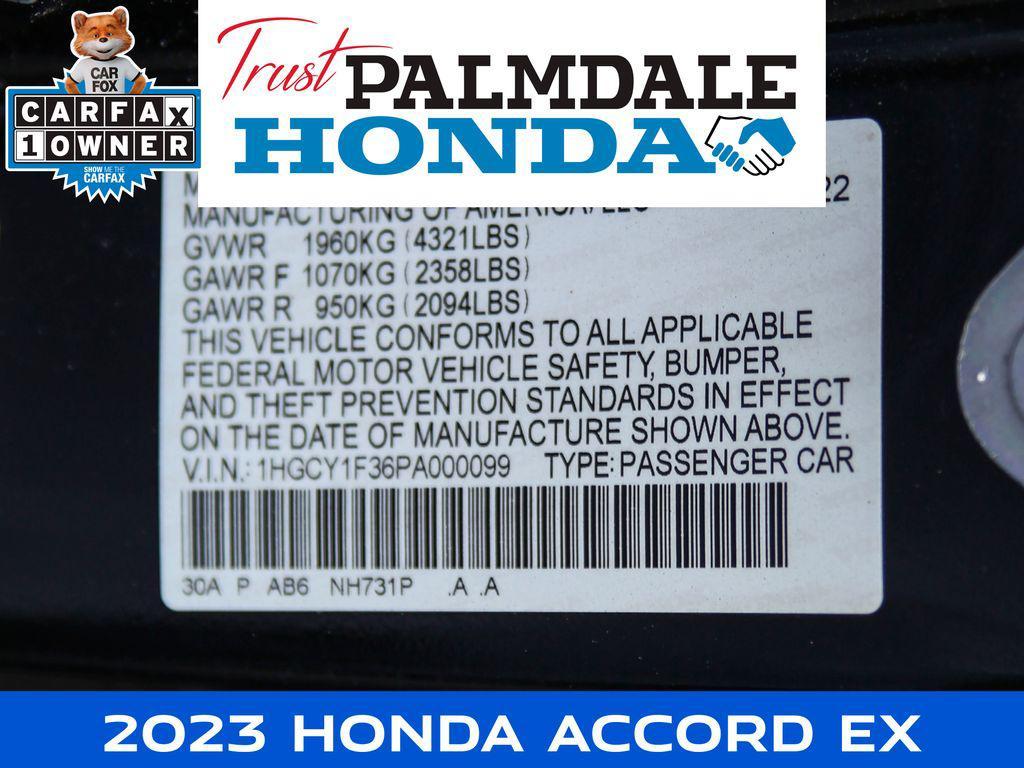 CAR
FOX
CARFAX
1 OWNER
SHOW ME THE
CARFAX
Trust PALMDALE
HONDA
22
MANUFACTURING OF AMERICA, LLC
GVWR 1960KG (4321LBS)
GAWR F 1070KG (2358LBS)
GAWR R 950KG (2094LBS)
THIS VEHICLE CONFORMS TO ALL APPLICABLE
FEDERAL MOTOR VEHICLE SAFETY, BUMPER,
AND THEFT PREVENTION STANDARDS IN EFFECT
ON THE DATE OF MANUFACTURE SHOWN ABOVE.
V.I.N.: 1HGCY1F36PA000099 TYPE: PASSENGER CAR
30A P AB6 NH731P .A .A
2023 HONDA ACCORD EX